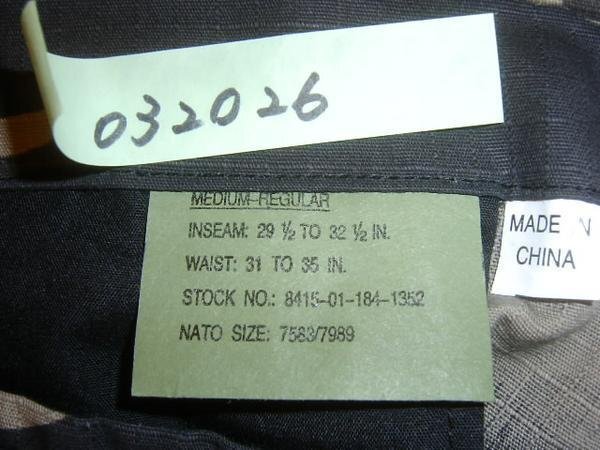 032026
MEDIUM-REGULAR
INSEAM: 29 ½ TO 32 ½ IN.
WAIST: 31 TO 35 IN.
STOCK NO.: 8415-01-184-1352
NATO SIZE: 7583/7989
MADE IN
CHINA